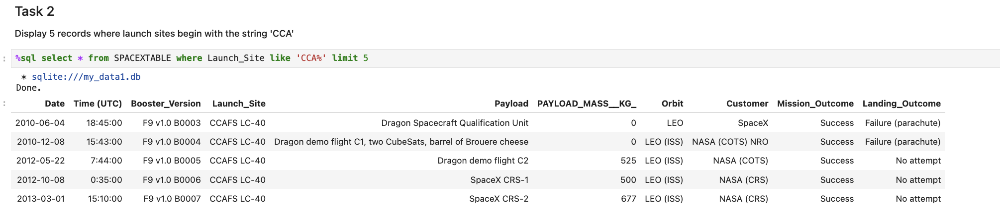 Task 2
Display 5 records where launch sites begin with the string 'CCA'
: %sql select * from SPACEXTABLE where Launch_Site like 'CCA%' limit 5
* sqlite:///my_data1.db
Done.
: Date Time (UTC) Booster_Version Launch_Site Payload PAYLOAD_MASS__KG_ Orbit Customer Mission_Outcome Landing_Outcome
2010-06-04 18:45:00 F9 v1.0 B0003 CCAFS LC-40 Dragon Spacecraft Qualification Unit 0 LEO SpaceX Success Failure (parachute)
2010-12-08 15:43:00 F9 v1.0 B0004 CCAFS LC-40 Dragon demo flight C1, two CubeSats, barrel of Brouere cheese 0 LEO (ISS) NASA (COTS) NRO Success Failure (parachute)
2012-05-22 7:44:00 F9 v1.0 B0005 CCAFS LC-40 Dragon demo flight C2 525 LEO (ISS) NASA (COTS) Success No attempt
2012-10-08 0:35:00 F9 v1.0 B0006 CCAFS LC-40 SpaceX CRS-1 500 LEO (ISS) NASA (CRS) Success No attempt
2013-03-01 15:10:00 F9 v1.0 B0007 CCAFS LC-40 SpaceX CRS-2 677 LEO (ISS) NASA (CRS) Success No attempt